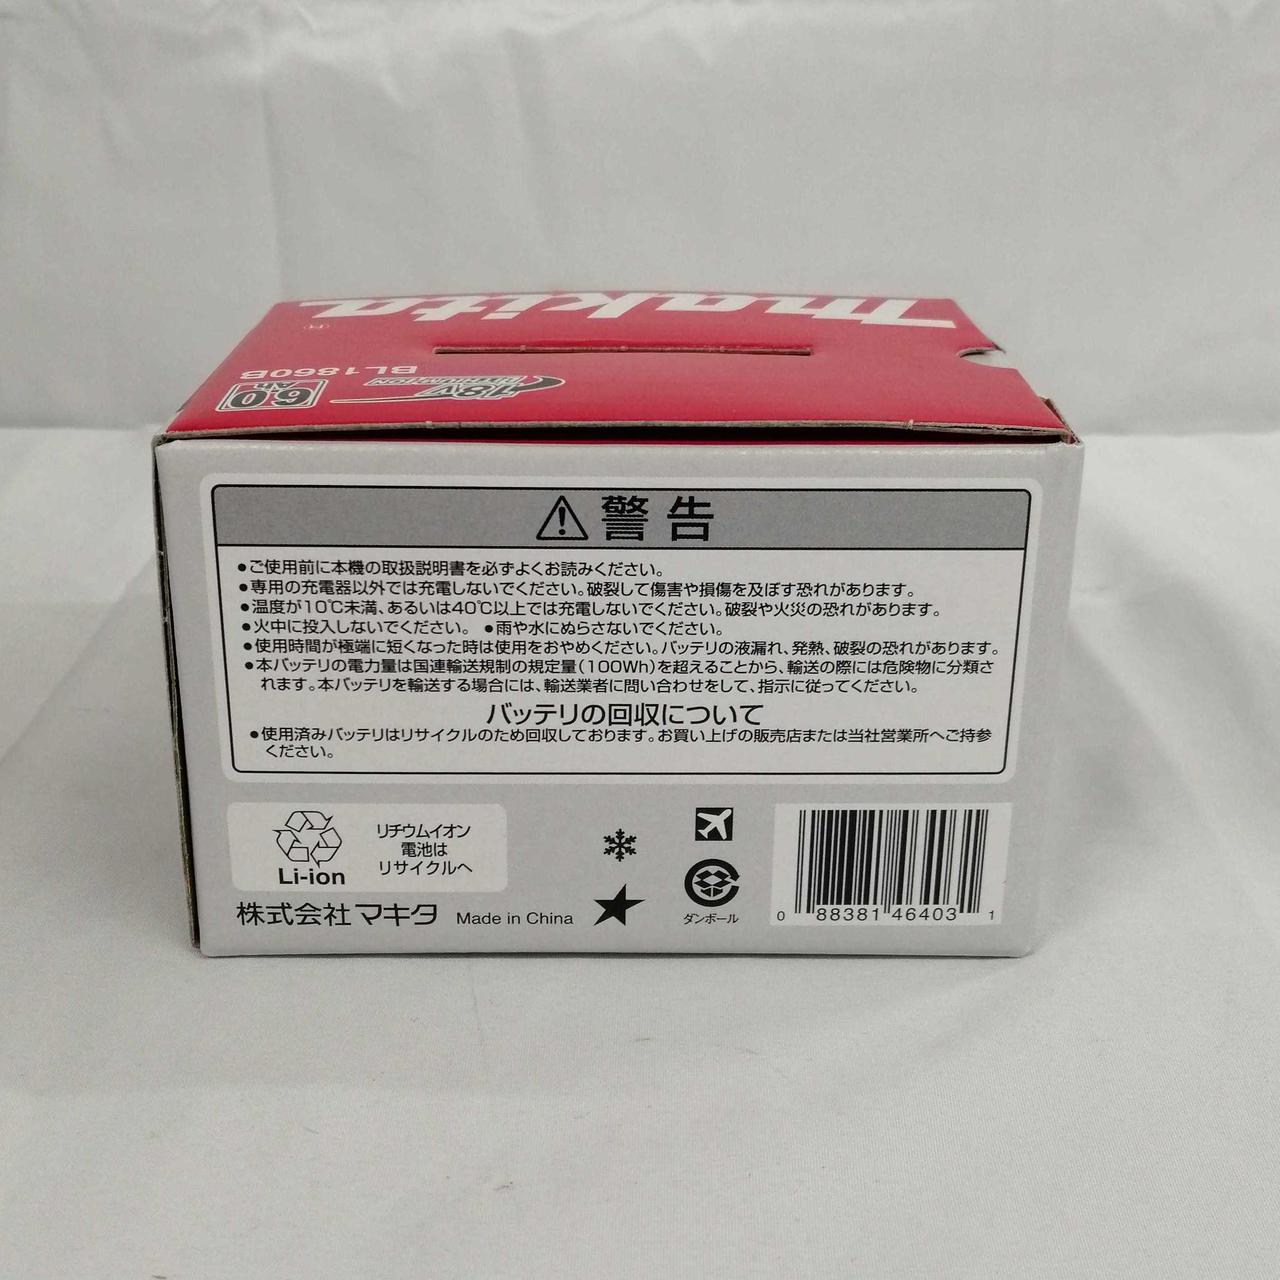 makita
BL1860B
18V
LITHIUM-ION
6.0
Ah
警告
●ご使用前に本機の取扱説明書を必ずよくお読みください。
●専用の充電器以外では充電しないでください。破裂して傷害や損傷を及ぼす恐れがあります。
●温度が10℃未満、あるいは40℃以上では充電しないでください。破裂や火災の恐れがあります。
●火中に投入しないでください。 ●雨や水にぬらさないでください。
●使用時間が極端に短くなった時は使用をおやめください。バッテリの液漏れ、発熱、破裂の恐れがあります。
●本バッテリの電力量は国連輸送規制の規定量(100Wh)を超えることから、輸送の際には危険物に分類さ
れます。本バッテリを輸送する場合には、輸送業者に問い合わせをして、指示に従ってください。
バッテリの回収について
●使用済みバッテリはリサイクルのため回収しております。お買い上げの販売店または当社営業所へご持参
ください。
Li-ion
リチウムイオン
電池は
リサイクルへ
株式会社マキタ Made in China
ダンボール
0 88381 46403 1